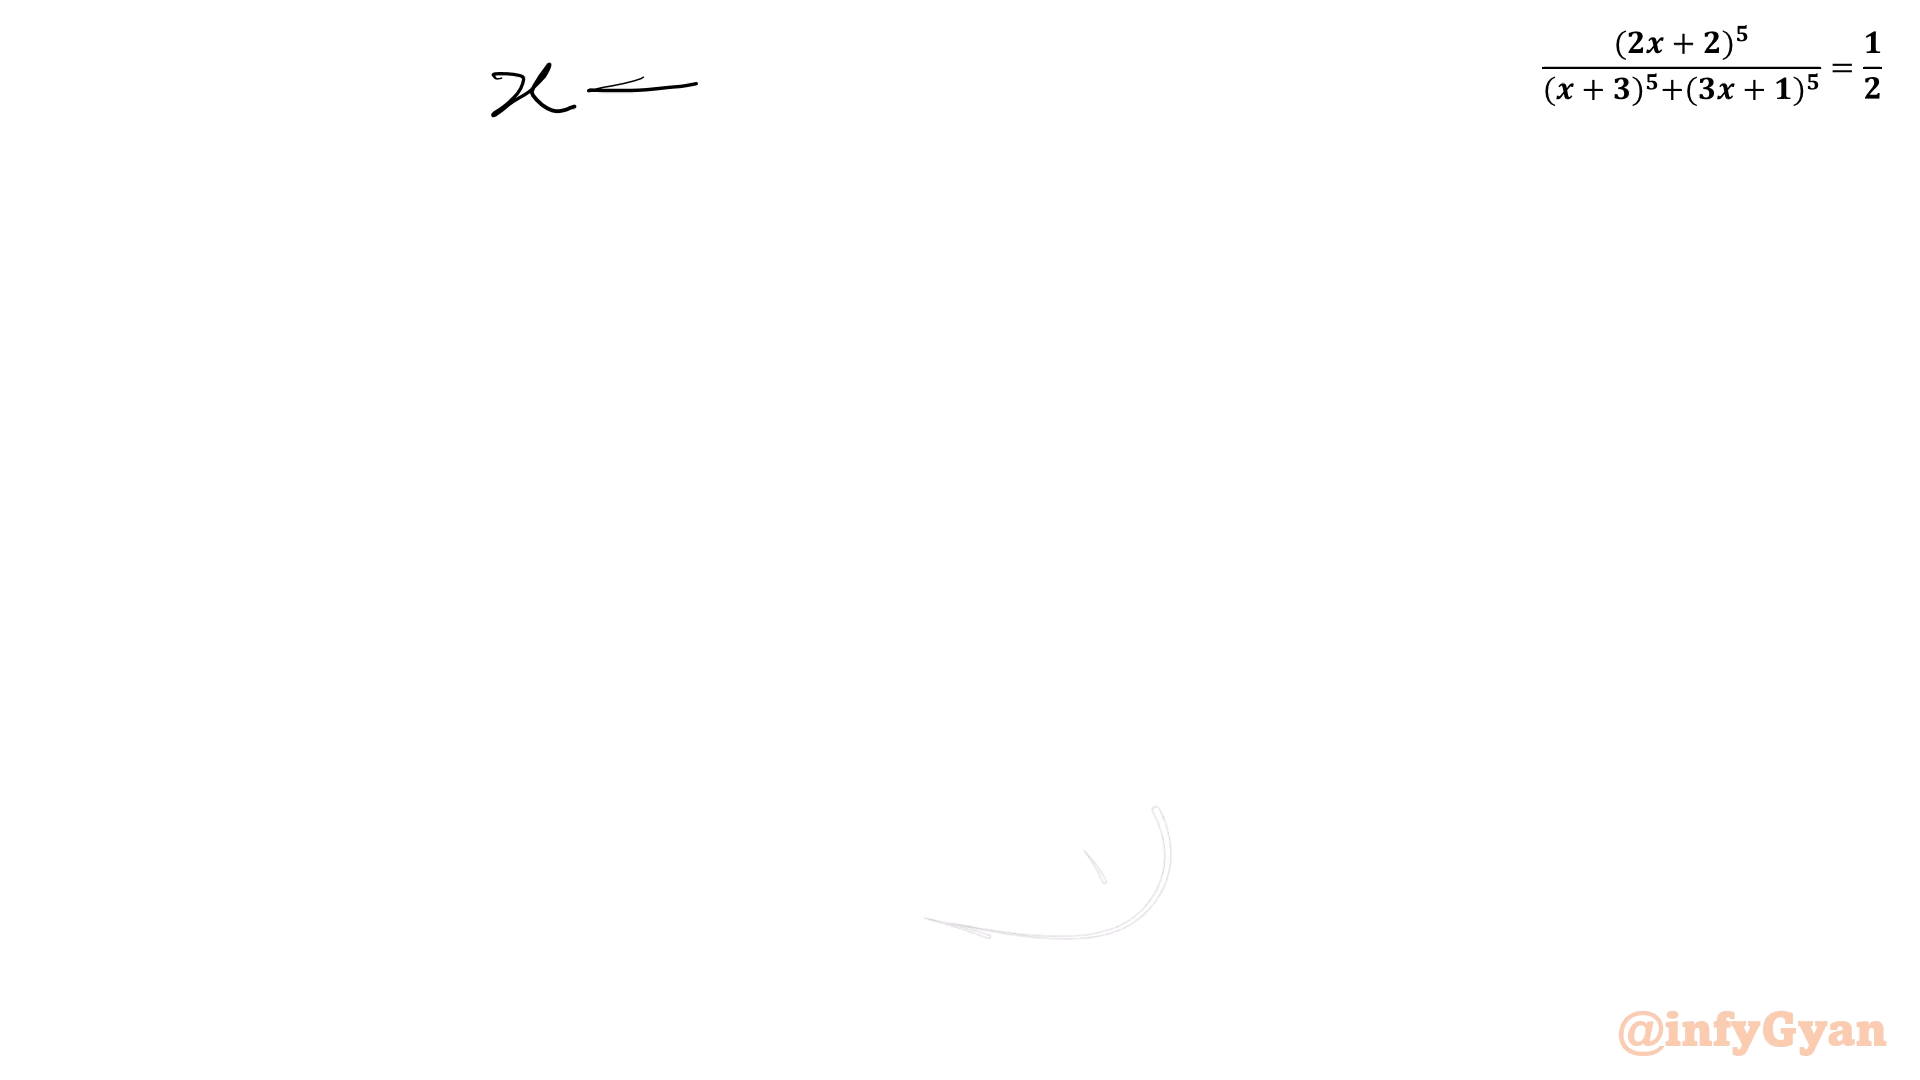 x −
(2x + 2)⁵ / ((x + 3)⁵+(3x + 1)⁵) = 1/2
@infyGyan